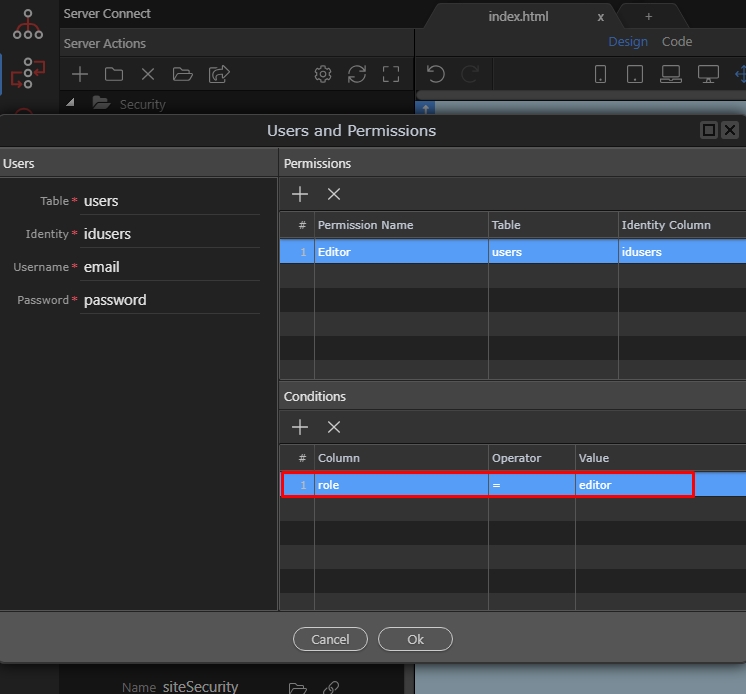 Server Connect
index.html x +
Server Actions
Design Code
Security
Users and Permissions
Users
Permissions
Table * users
Identity * idusers
Username * email
Password * password
# Permission Name Table Identity Column
1 Editor users idusers
Conditions
# Column Operator Value
1 role = editor
Cancel Ok
Name siteSecurity